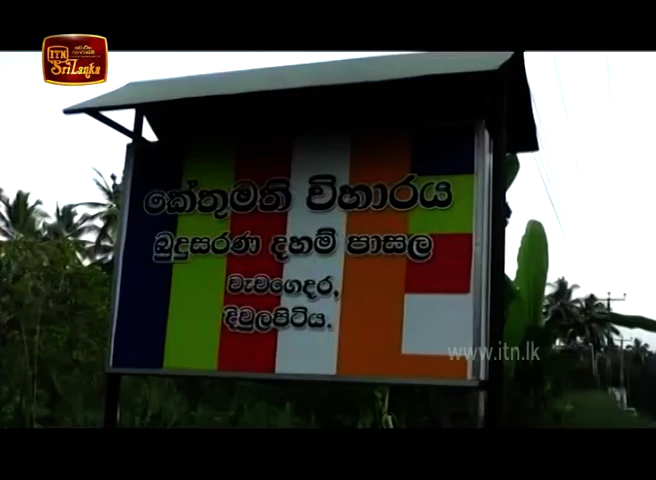 ITN
SriLanka
කේතුමති විහාරය
බුදුසරණ දහම් පාසල
වැවගෙදර,
දිවුලපිටිය.
www.itn.lk